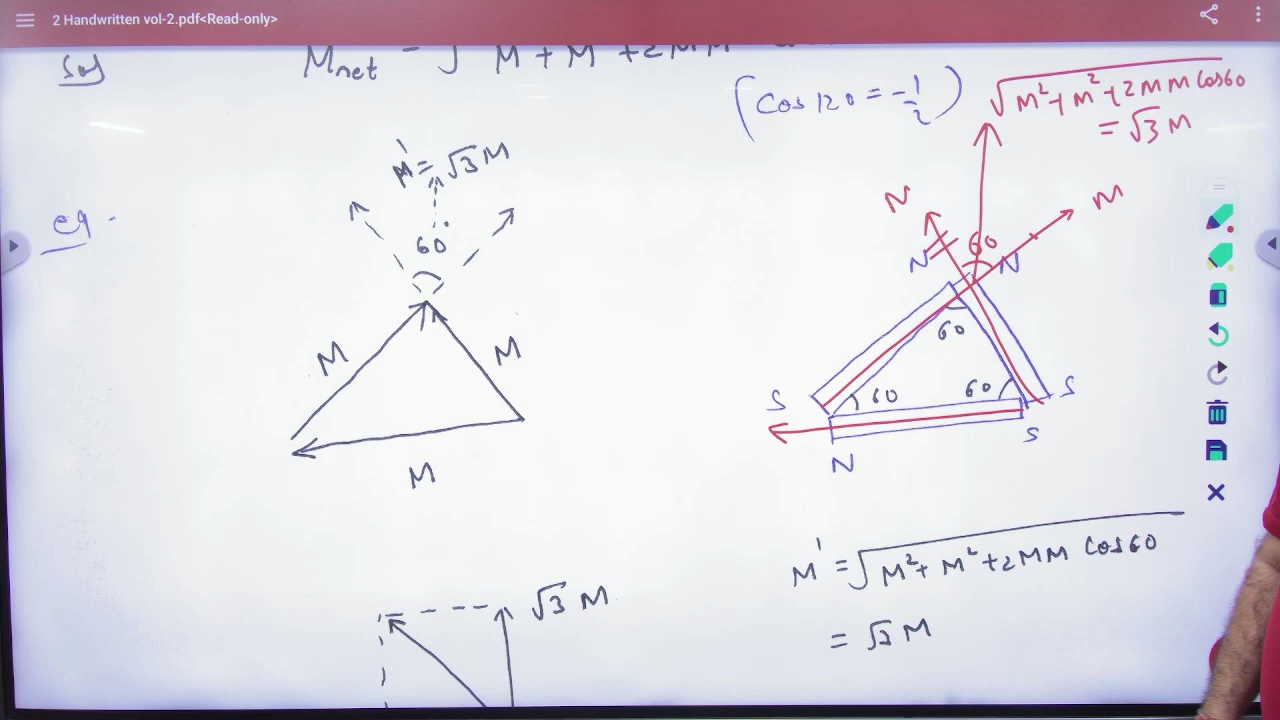 2 Handwritten vol-2.pdf<Read-only>
Sol
Mnet = √ M + M + 2MM
(Cos 120 = -1/2)
√M²+M²+2MM Cos60
= √3 M
M' = √3 M
eg.
60°
M
M
M
N
M
60
N
N
60
60
60
S
S
S
N
M' = √M²+M²+2MM Cos60
= √3 M
√3 M